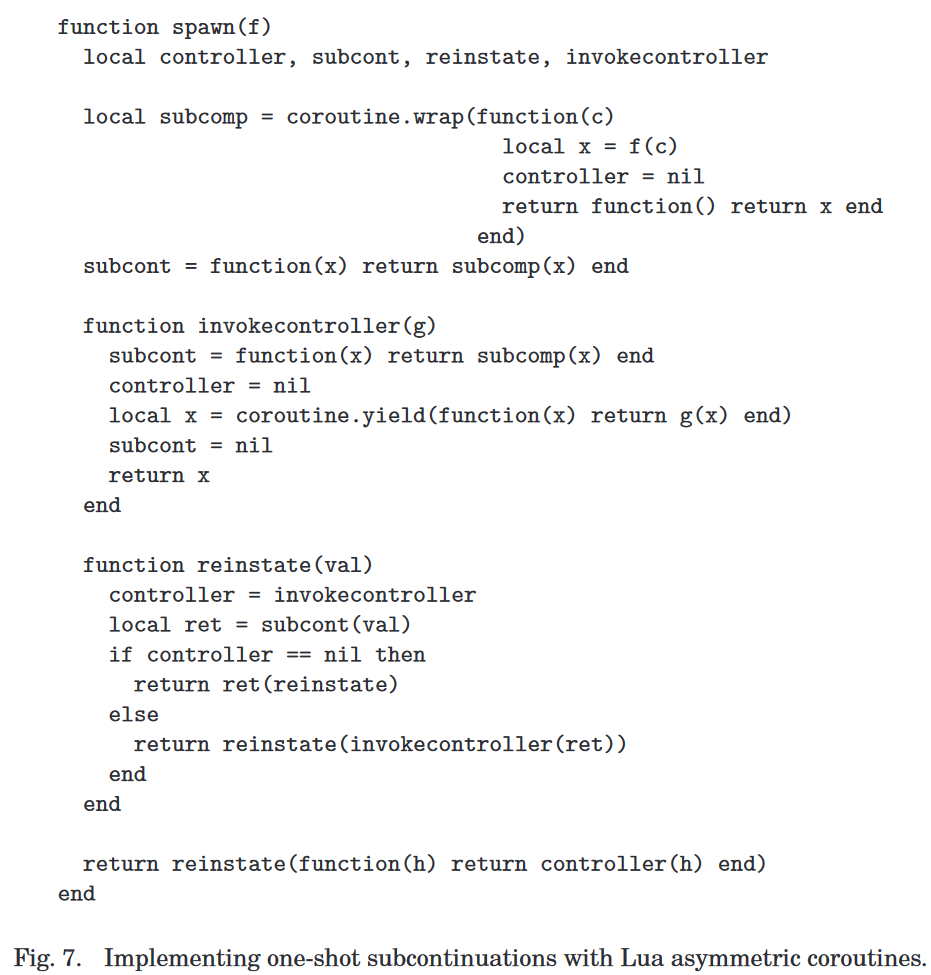 function spawn(f)
  local controller, subcont, reinstate, invokecontroller

  local subcomp = coroutine.wrap(function(c)
                                   local x = f(c)
                                   controller = nil
                                   return function() return x end
                                 end)
  subcont = function(x) return subcomp(x) end

  function invokecontroller(g)
    subcont = function(x) return subcomp(x) end
    controller = nil
    local x = coroutine.yield(function(x) return g(x) end)
    subcont = nil
    return x
  end

  function reinstate(val)
    controller = invokecontroller
    local ret = subcont(val)
    if controller == nil then
      return ret(reinstate)
    else
      return reinstate(invokecontroller(ret))
    end
  end

  return reinstate(function(h) return controller(h) end)
end

Fig. 7. Implementing one-shot subcontinuations with Lua asymmetric coroutines.